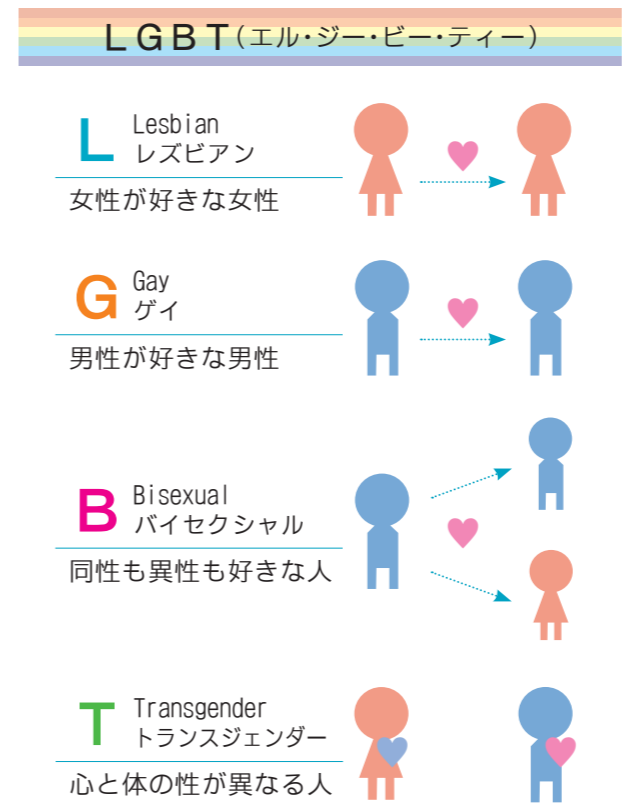 LGBT(エル・ジー・ビー・ティー)
L
Lesbian
レズビアン
女性が好きな女性
G
Gay
ゲイ
男性が好きな男性
B
Bisexual
バイセクシャル
同性も異性も好きな人
T
Transgender
トランスジェンダー
心と体の性が異なる人